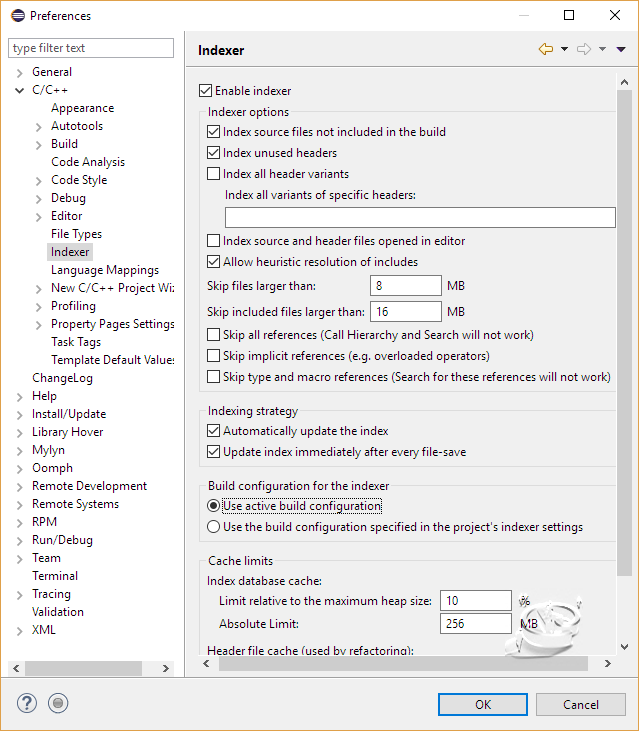 Preferences
type filter text
General
C/C++
Appearance
Autotools
Build
Code Analysis
Code Style
Debug
Editor
File Types
Indexer
Language Mappings
New C/C++ Project Wiz
Profiling
Property Pages Settings
Task Tags
Template Default Values
ChangeLog
Help
Install/Update
Library Hover
Mylyn
Oomph
Remote Development
Remote Systems
RPM
Run/Debug
Team
Terminal
Tracing
Validation
XML
Indexer
Enable indexer
Indexer options
Index source files not included in the build
Index unused headers
Index all header variants
Index all variants of specific headers:
Index source and header files opened in editor
Allow heuristic resolution of includes
Skip files larger than: 8 MB
Skip included files larger than: 16 MB
Skip all references (Call Hierarchy and Search will not work)
Skip implicit references (e.g. overloaded operators)
Skip type and macro references (Search for these references will not work)
Indexing strategy
Automatically update the index
Update index immediately after every file-save
Build configuration for the indexer
Use active build configuration
Use the build configuration specified in the project's indexer settings
Cache limits
Index database cache:
Limit relative to the maximum heap size: 10 %
Absolute Limit: 256 MB
Header file cache (used by refactoring):
OK
Cancel